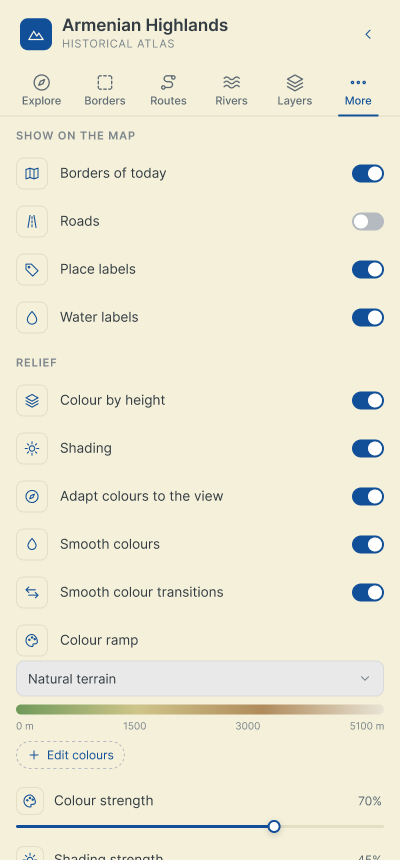 Armenian Highlands
HISTORICAL ATLAS
Explore Borders Routes Rivers Layers More
SHOW ON THE MAP
Borders of today
Roads
Place labels
Water labels
RELIEF
Colour by height
Shading
Adapt colours to the view
Smooth colours
Smooth colour transitions
Colour ramp
Natural terrain
0 m 1500 3000 5100 m
Edit colours
Colour strength 70%
Shading strength 45%